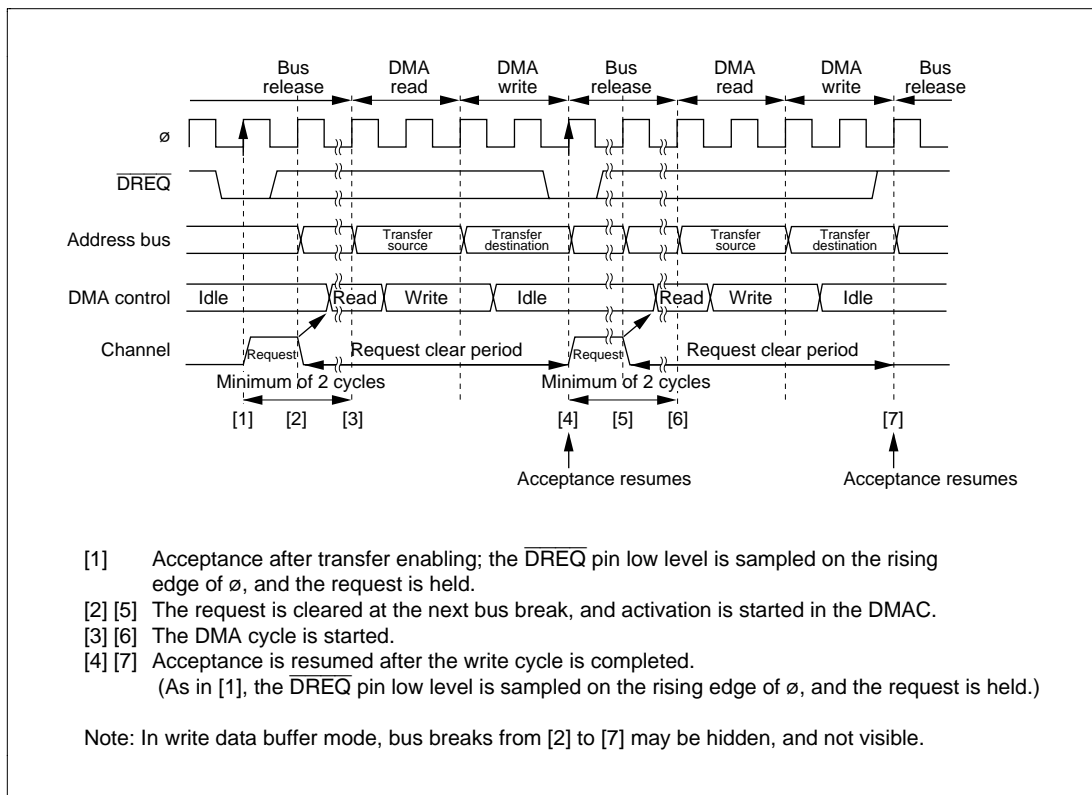 Bus release DMA read DMA write Bus release DMA read DMA write Bus release
ø
DREQ
Address bus Transfer source Transfer destination Transfer source Transfer destination
DMA control Idle Read Write Idle Read Write Idle
Channel Request Request clear period Request Request clear period
Minimum of 2 cycles Minimum of 2 cycles
[1] [2] [3] [4] [5] [6] [7]
Acceptance resumes Acceptance resumes
[1] Acceptance after transfer enabling; the DREQ pin low level is sampled on the rising
edge of ø, and the request is held.
[2] [5] The request is cleared at the next bus break, and activation is started in the DMAC.
[3] [6] The DMA cycle is started.
[4] [7] Acceptance is resumed after the write cycle is completed.
(As in [1], the DREQ pin low level is sampled on the rising edge of ø, and the request is held.)
Note: In write data buffer mode, bus breaks from [2] to [7] may be hidden, and not visible.